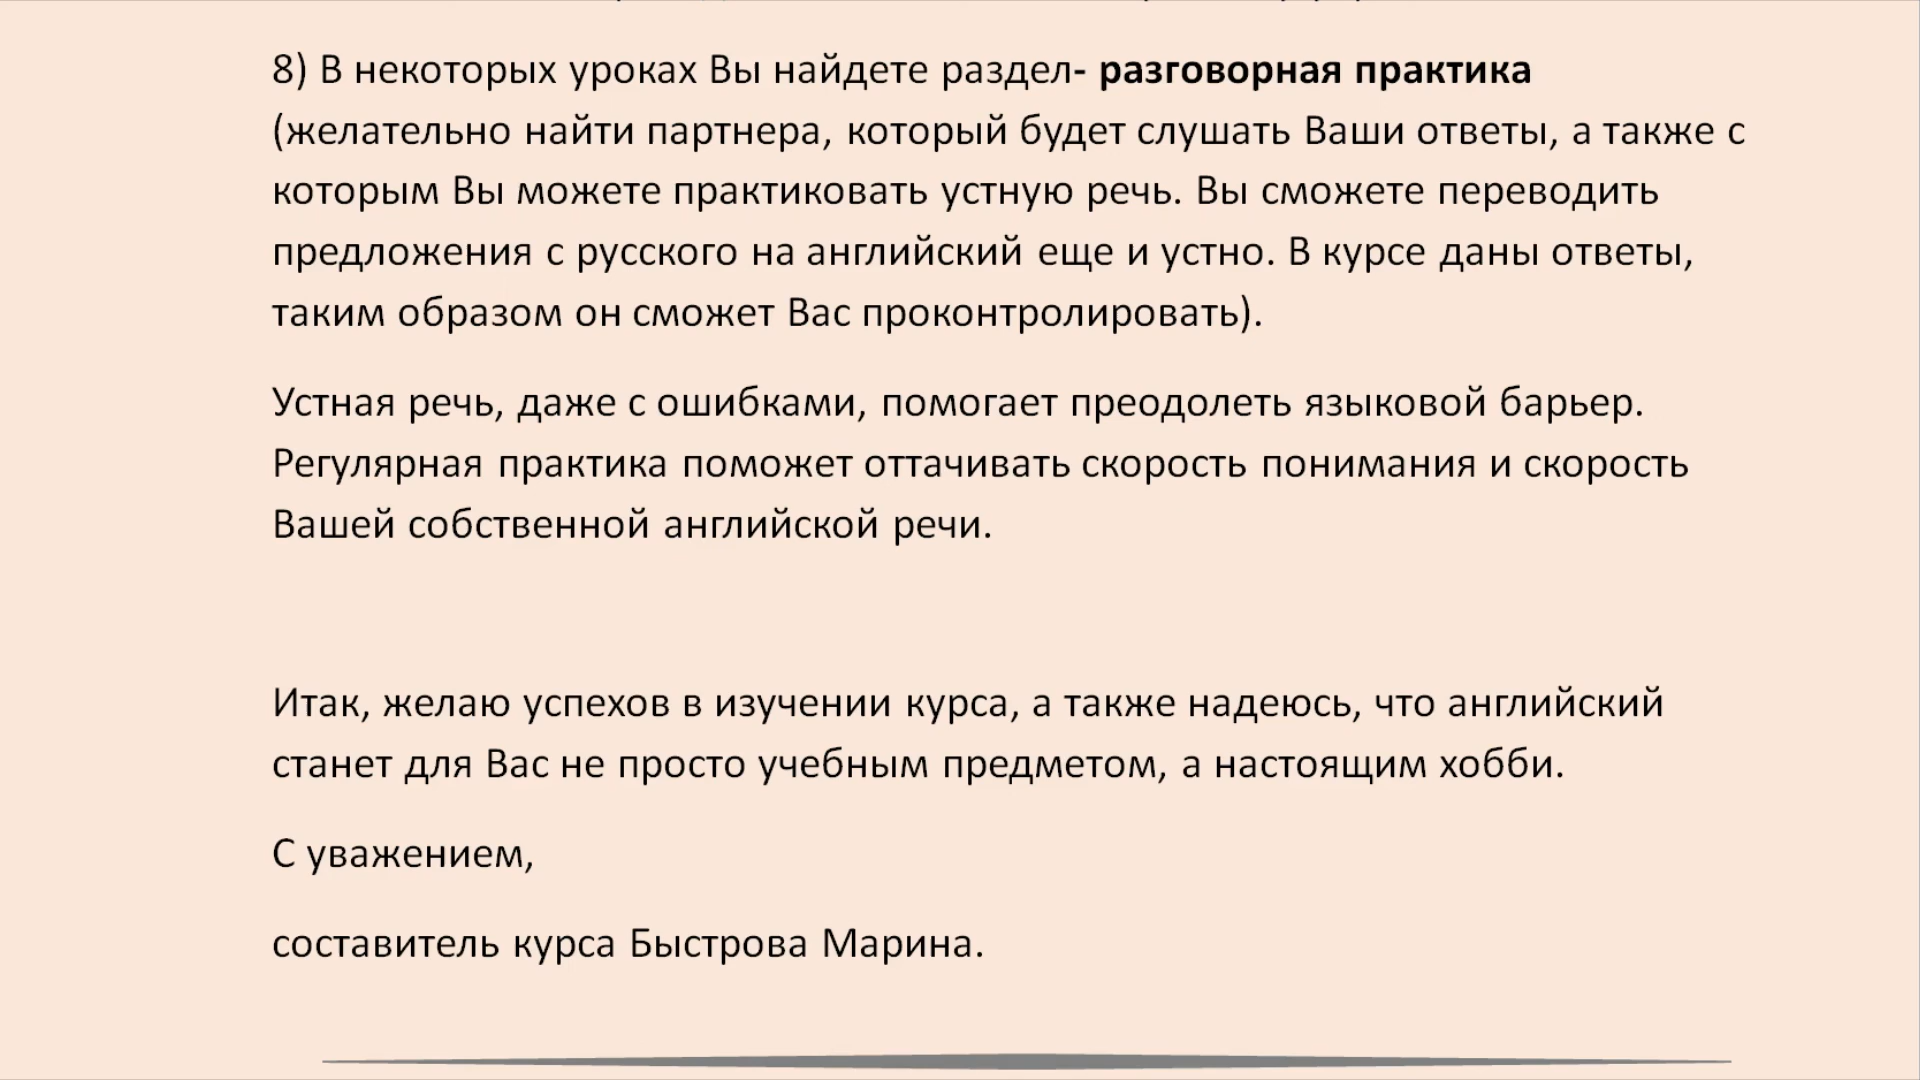 8) В некоторых уроках Вы найдете раздел- разговорная практика
(желательно найти партнера, который будет слушать Ваши ответы, а также с
которым Вы можете практиковать устную речь. Вы сможете переводить
предложения с русского на английский еще и устно. В курсе даны ответы,
таким образом он сможет Вас проконтролировать).
Устная речь, даже с ошибками, помогает преодолеть языковой барьер.
Регулярная практика поможет оттачивать скорость понимания и скорость
Вашей собственной английской речи.
Итак, желаю успехов в изучении курса, а также надеюсь, что английский
станет для Вас не просто учебным предметом, а настоящим хобби.
С уважением,
составитель курса Быстрова Марина.